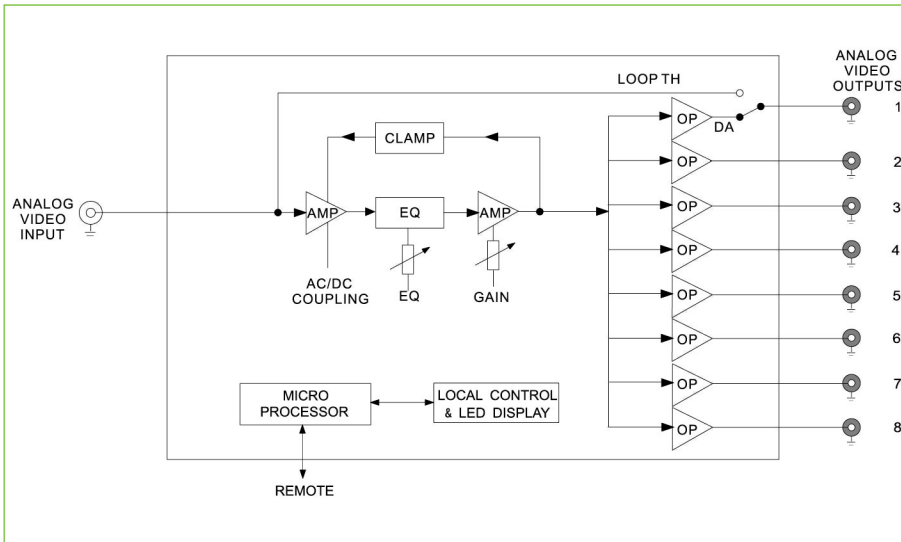 ANALOG
VIDEO
OUTPUTS
LOOP TH
1
OP
DA
CLAMP
OP
2
ANALOG
VIDEO
INPUT
AMP
EQ
AMP
OP
3
OP
4
AC/DC
COUPLING
EQ
GAIN
OP
5
OP
6
MICRO
PROCESSOR
LOCAL CONTROL
& LED DISPLAY
OP
7
OP
8
REMOTE